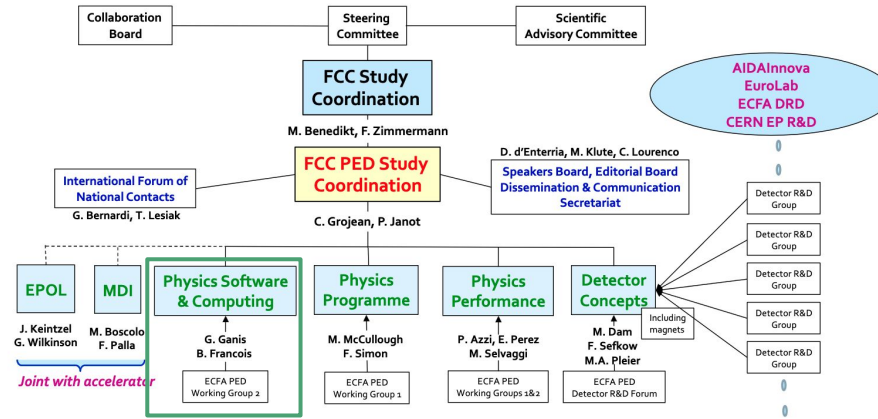 Collaboration
Board
Steering
Committee
Scientific
Advisory Committee
FCC Study
Coordination
M. Benedikt, F. Zimmermann
AIDAInnova
EuroLab
ECFA DRD
CERN EP R&D
FCC PED Study
Coordination
International Forum of
National Contacts
G. Bernardi, T. Lesiak
D. d'Enterria, M. Klute, C. Lourenco
Speakers Board, Editorial Board
Dissemination & Communication
Secretariat
C. Grojean, P. Janot
EPOL
MDI
Physics Software
& Computing
Physics
Programme
Physics
Performance
Detector
Concepts
Including
magnets
J. Keintzel
G. Wilkinson
M. Boscolo
F. Palla
Joint with accelerator
G. Ganis
B. Francois
M. McCullough
F. Simon
P. Azzi, E. Perez
M. Selvaggi
M. Dam
F. Sefkow
M.A. Pleier
ECFA PED
Working Group 2
ECFA PED
Working Group 1
ECFA PED
Working Groups 1&2
ECFA PED
Detector R&D Forum
Detector R&D
Group
Detector R&D
Group
Detector R&D
Group
Detector R&D
Group
Detector R&D
Group